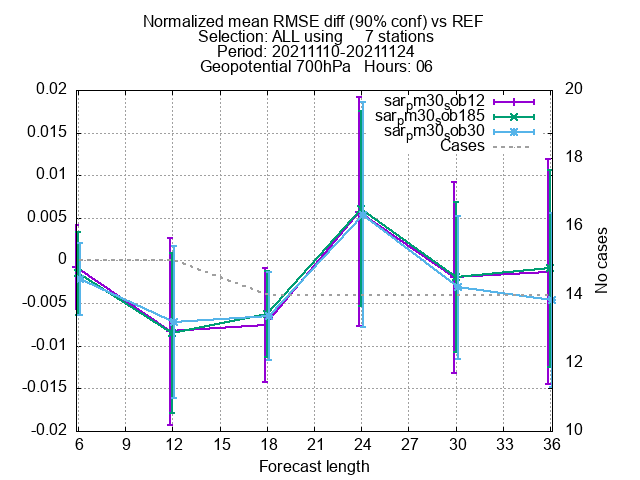 Normalized mean RMSE diff (90% conf) vs REF
Selection: ALL using     7 stations
Period: 20211110-20211124
Geopotential 700hPa   Hours: 06
sarpm30sob12
sarpm30sob185
sarpm30sob30
Cases
0.02
0.015
0.01
0.005
0
-0.005
-0.01
-0.015
-0.02
20
18
16
14
12
10
No cases
6 9 12 15 18 21 24 27 30 33 36
Forecast length